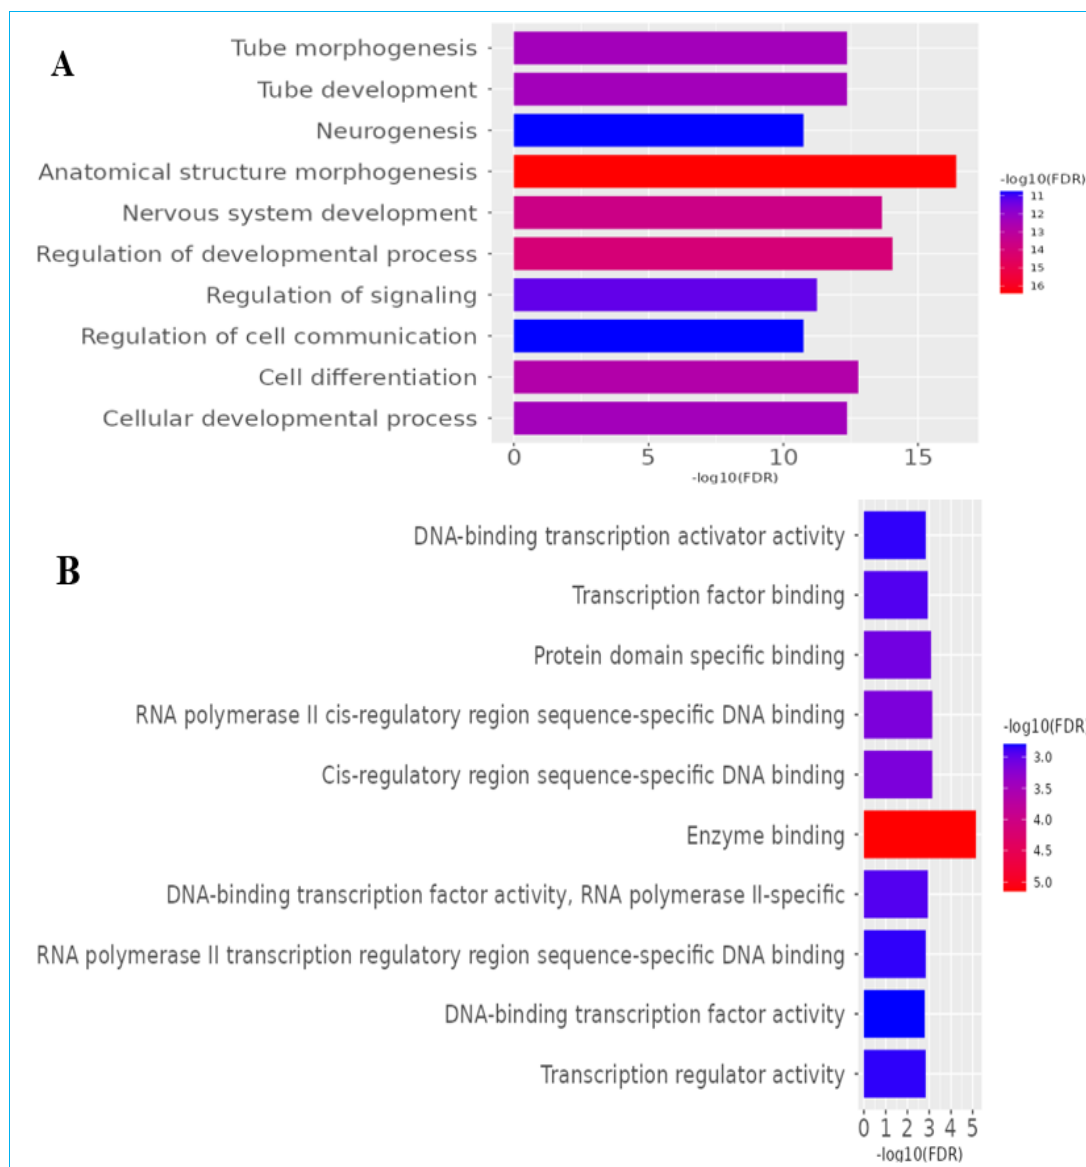 A
Tube morphogenesis
Tube development
Neurogenesis
Anatomical structure morphogenesis
Nervous system development
Regulation of developmental process
Regulation of signaling
Regulation of cell communication
Cell differentiation
Cellular developmental process
0 5 10 15
-log10(FDR)
-log10(FDR)
11
12
13
14
15
16
B
DNA-binding transcription activator activity
Transcription factor binding
Protein domain specific binding
RNA polymerase II cis-regulatory region sequence-specific DNA binding
Cis-regulatory region sequence-specific DNA binding
Enzyme binding
DNA-binding transcription factor activity, RNA polymerase II-specific
RNA polymerase II transcription regulatory region sequence-specific DNA binding
DNA-binding transcription factor activity
Transcription regulator activity
0 1 2 3 4 5
-log10(FDR)
-log10(FDR)
3.0
3.5
4.0
4.5
5.0